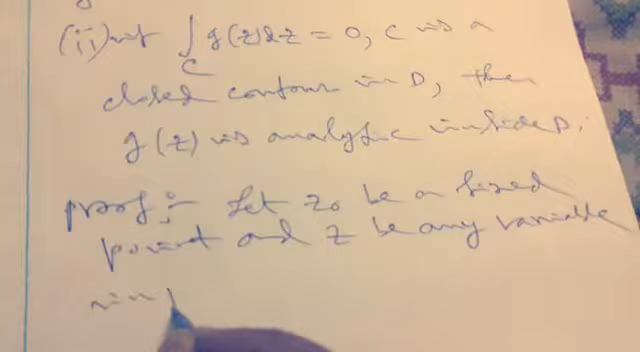 (ii) if ∫_C f(z)dz = 0, C is a
closed contour in D, then
f(z) is analytic inside D.
proof :- Let z₀ be a fixed
point and z be any variable
in